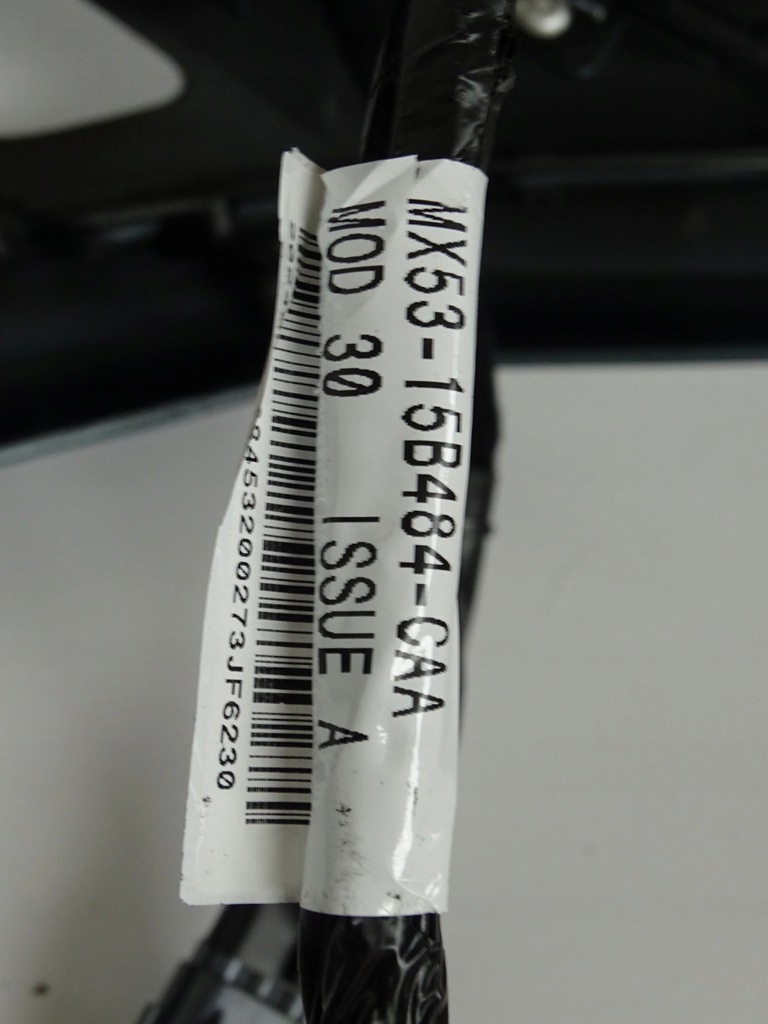 MX53-15B484-CAA
MOD 30 ISSUE A
8453200273JF6230